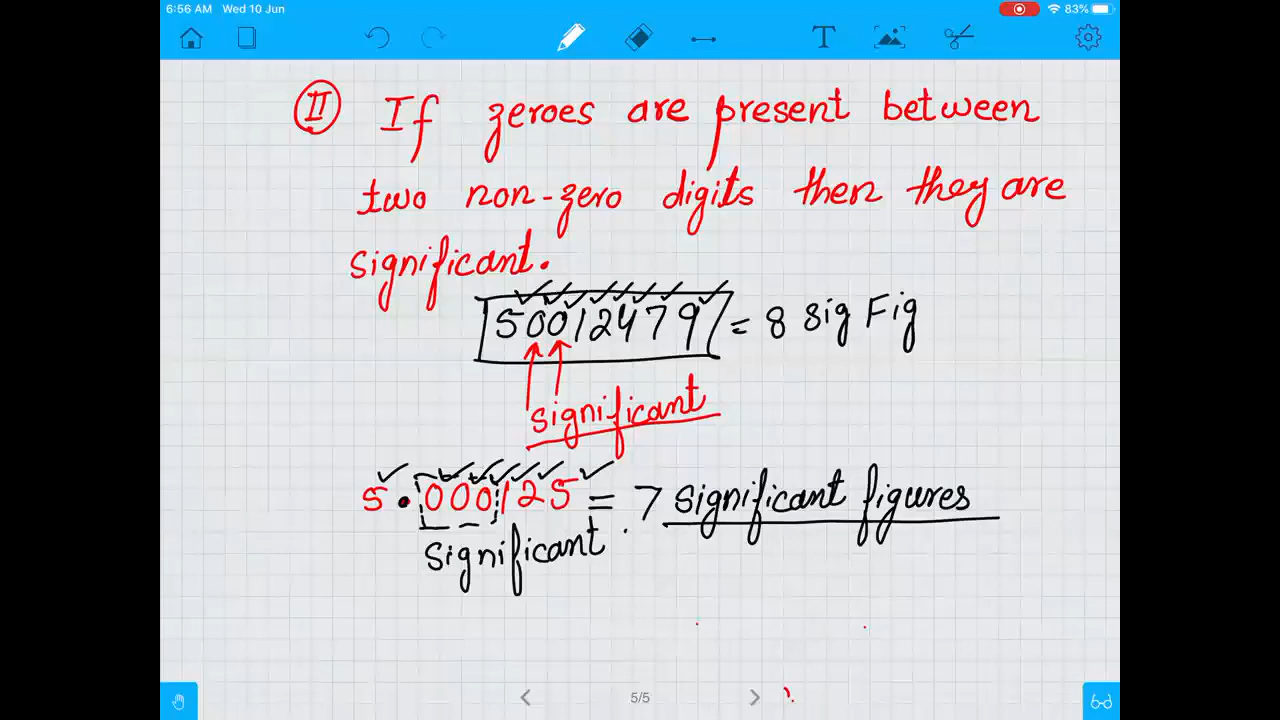 6:56 AM Wed 10 Jun
83%
T
II If zeroes are present between
two non-zero digits then they are
significant.
50012479 = 8 Sig Fig
significant
5.000125 = 7 Significant figures
Significant
5/5